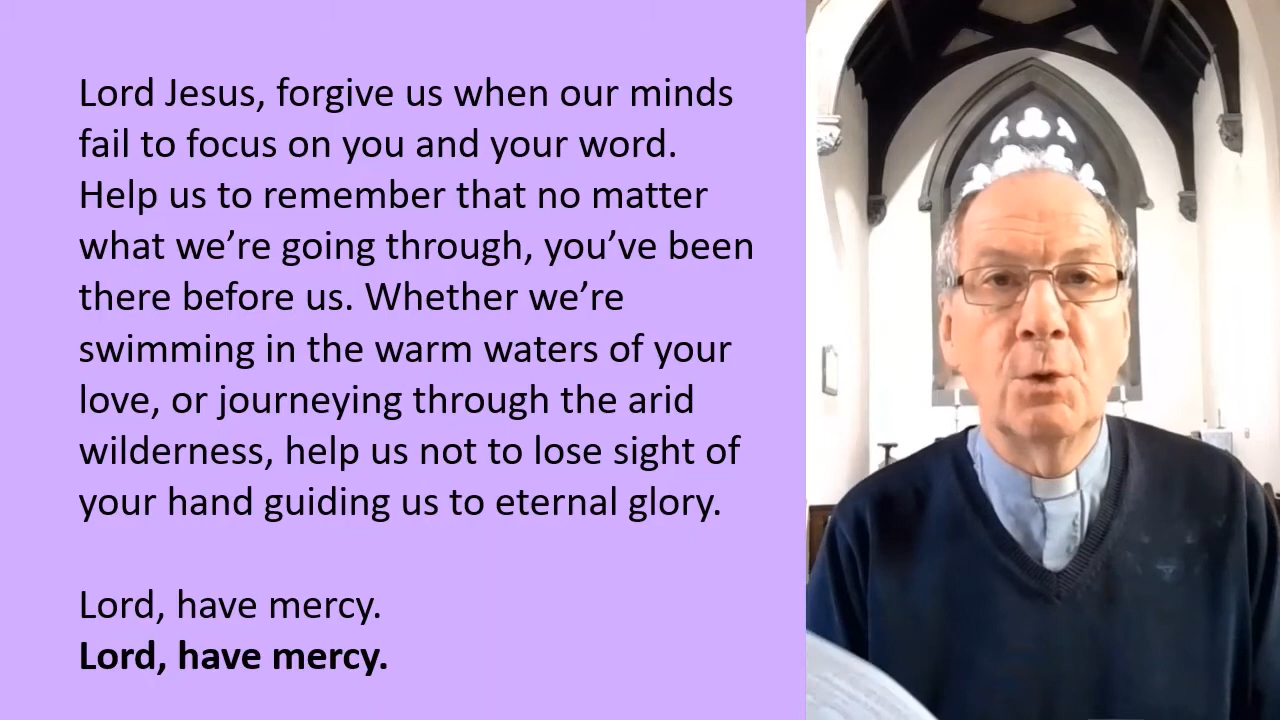 Lord Jesus, forgive us when our minds
fail to focus on you and your word.
Help us to remember that no matter
what we’re going through, you’ve been
there before us. Whether we’re
swimming in the warm waters of your
love, or journeying through the arid
wilderness, help us not to lose sight of
your hand guiding us to eternal glory.
Lord, have mercy.
Lord, have mercy.